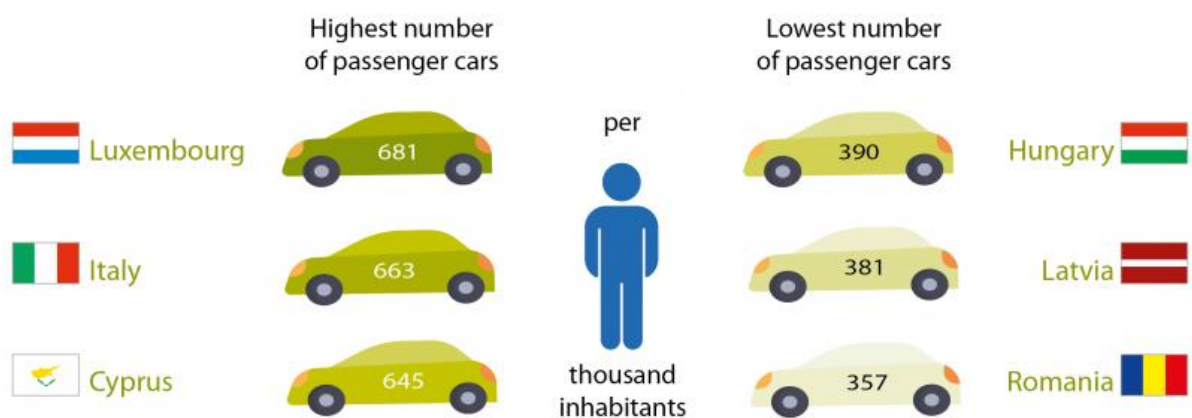 Highest number
of passenger cars
Lowest number
of passenger cars
per
Luxembourg 681 390 Hungary
Italy 663 381 Latvia
Cyprus 645 357 Romania
thousand
inhabitants